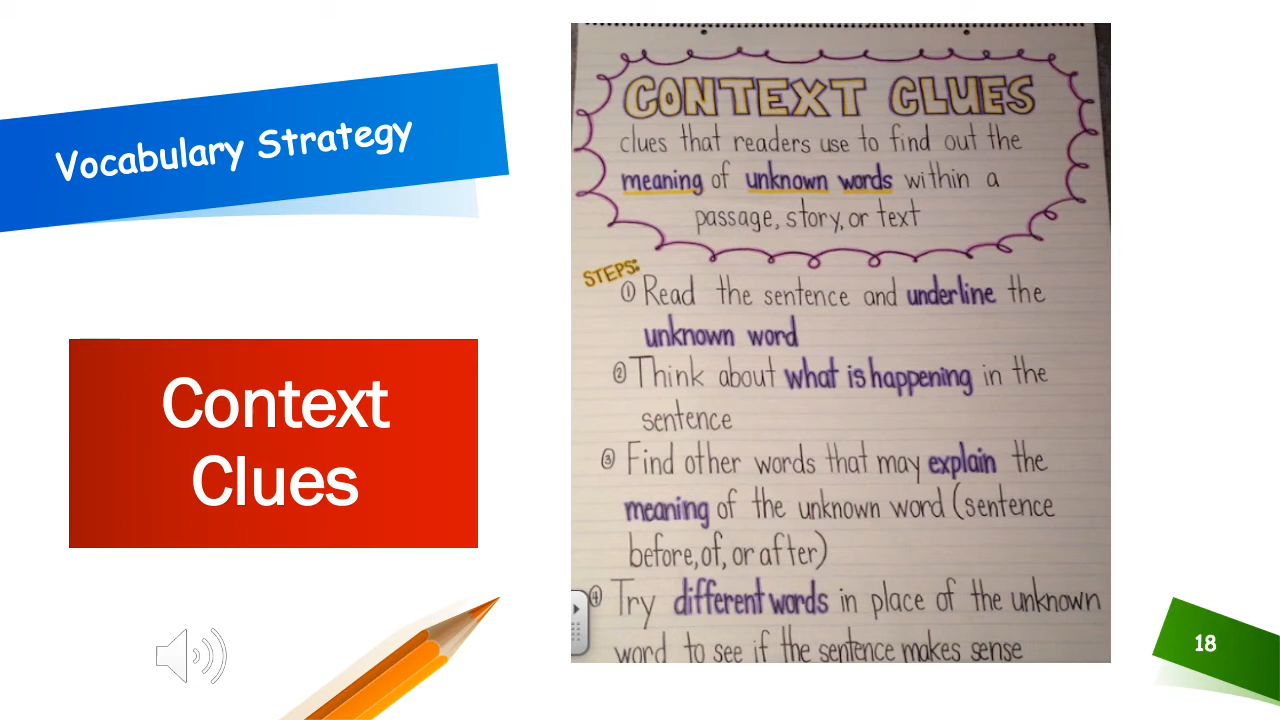 Vocabulary Strategy
Context
Clues
CONTEXT CLUES
clues that readers use to find out the
meaning of unknown words within a
passage, story, or text
STEPS:
① Read the sentence and underline the
unknown word
② Think about what is happening in the
sentence
③ Find other words that may explain the
meaning of the unknown word (sentence
before, of, or after)
④ Try different words in place of the unknown
word to see if the sentence makes sense
18